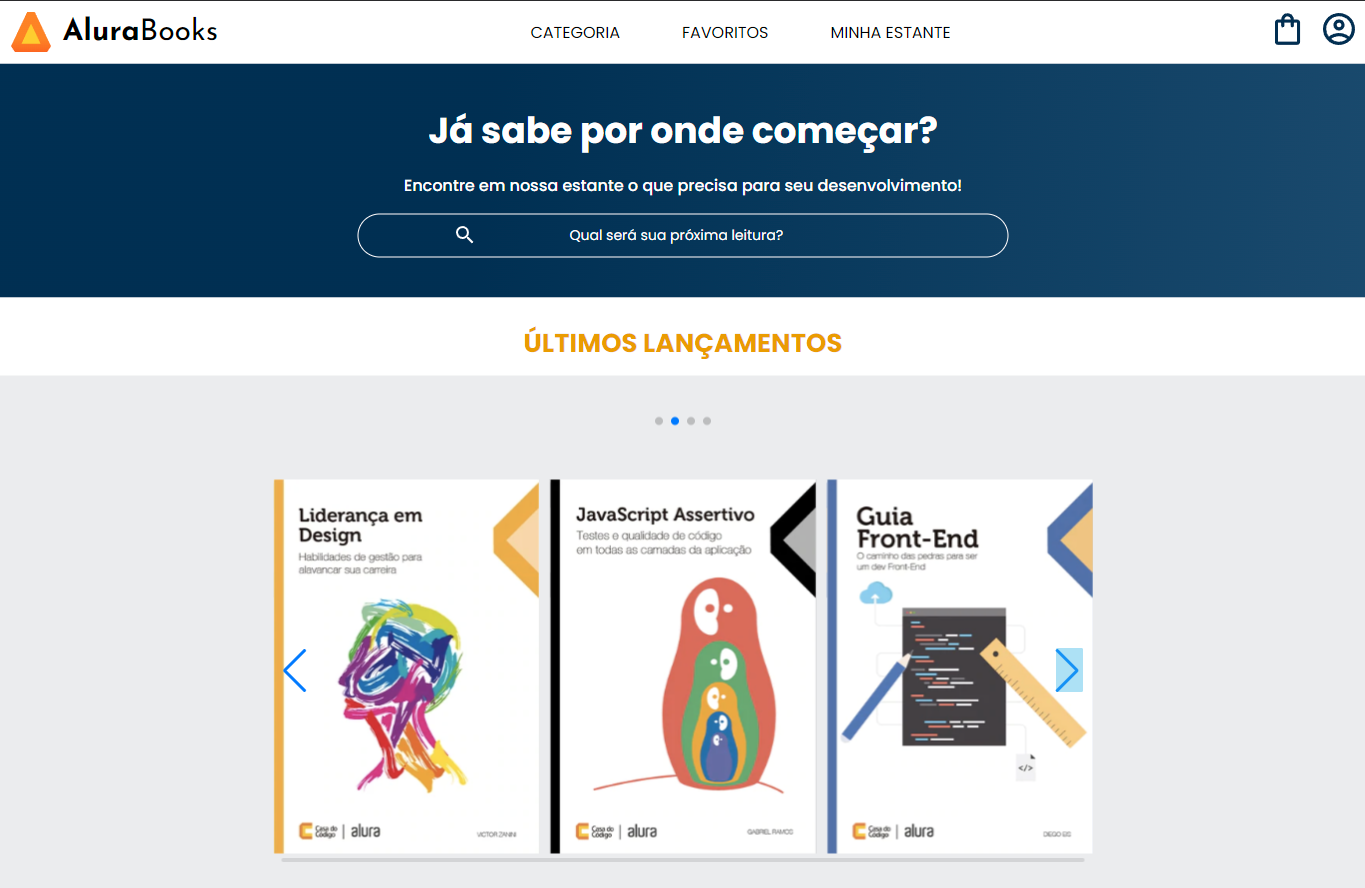 AluraBooks
CATEGORIA FAVORITOS MINHA ESTANTE
Já sabe por onde começar?
Encontre em nossa estante o que precisa para seu desenvolvimento!
Qual será sua próxima leitura?
ÚLTIMOS LANÇAMENTOS
Liderança em
Design
Habilidades de gestão para
alavancar sua carreira
Casa do
Código | alura
VICTOR ZANINI
JavaScript Assertivo
Testes e qualidade de código
em todas as camadas da aplicação
Casa do
Código | alura
GABRIEL RAMOS
Guia
Front-End
O caminho das pedras para ser
um dev Front-End
</>
Casa do
Código | alura
DIEGO EIS